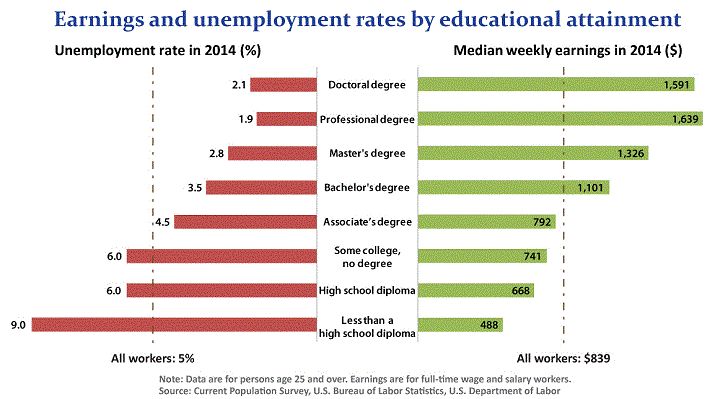 Earnings and unemployment rates by educational attainment
Unemployment rate in 2014 (%)
Median weekly earnings in 2014 ($)
2.1 Doctoral degree 1,591
1.9 Professional degree 1,639
2.8 Master's degree 1,326
3.5 Bachelor's degree 1,101
4.5 Associate's degree 792
6.0 Some college,
no degree 741
6.0 High school diploma 668
9.0 Less than a
high school diploma 488
All workers: 5%
All workers: $839
Note: Data are for persons age 25 and over. Earnings are for full-time wage and salary workers.
Source: Current Population Survey, U.S. Bureau of Labor Statistics, U.S. Department of Labor